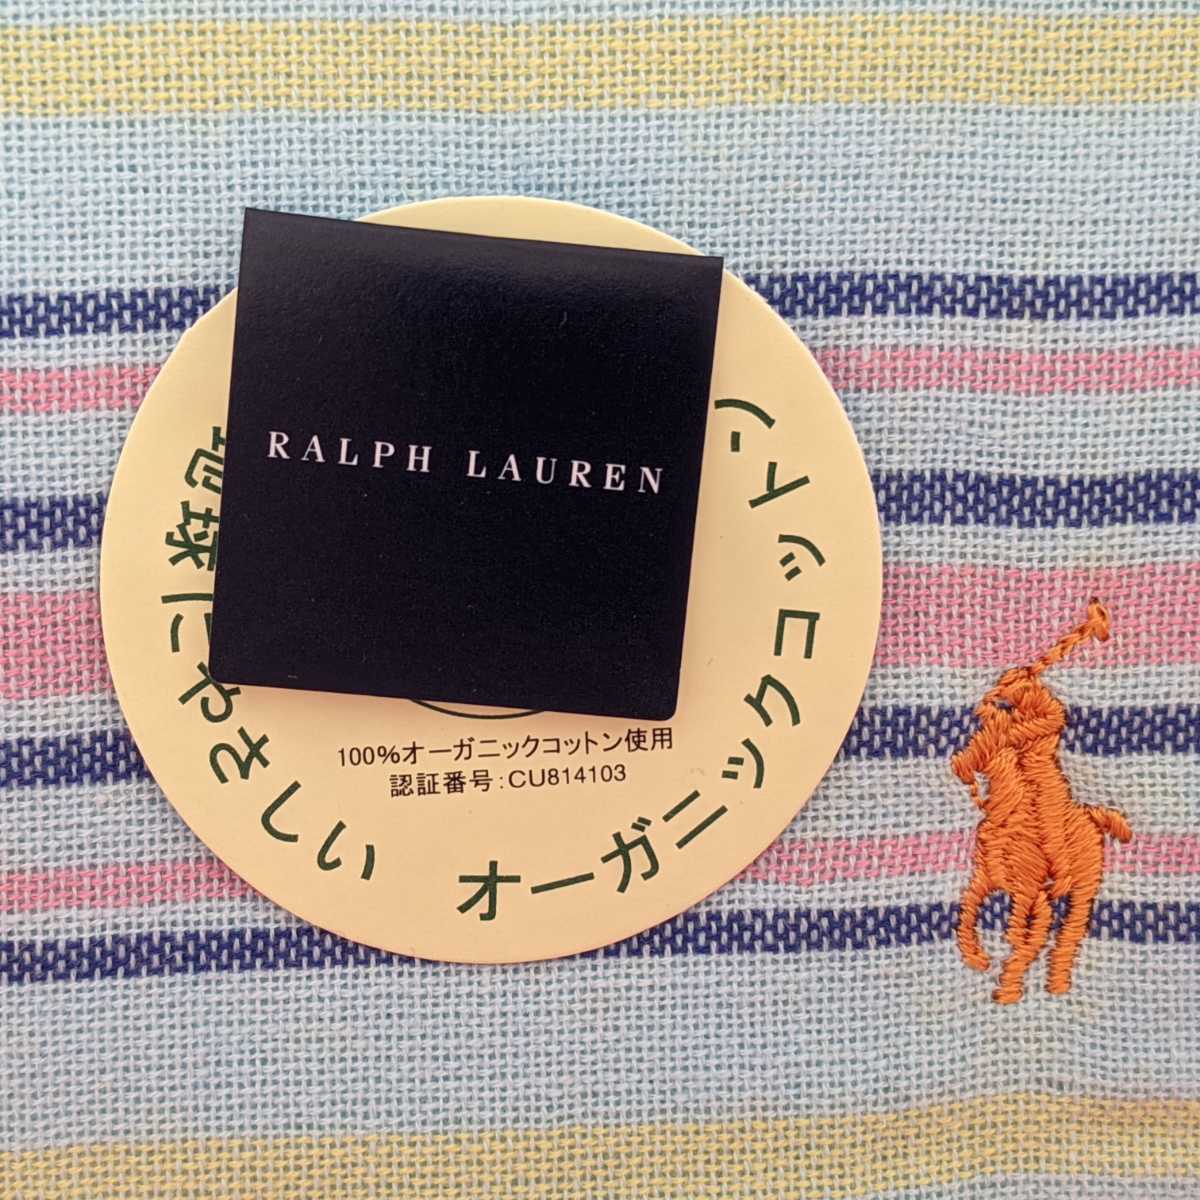 RALPH LAUREN
100%オーガニックコットン使用
認証番号:CU814103
地球にやさしい
オーガニックコットン